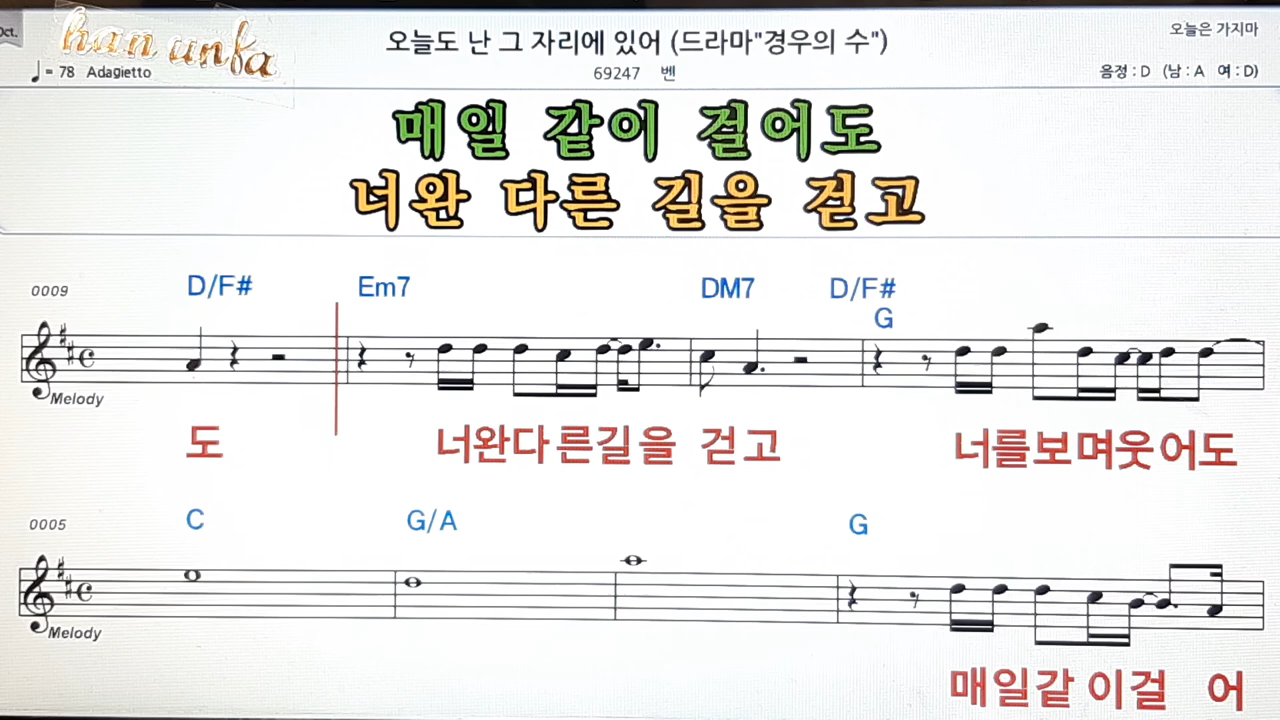 Oct.
han unfa
오늘도 난 그 자리에 있어 (드라마"경우의 수")
오늘은 가지마
♩= 78 Adagietto
69247 벤
음정 : D (남 : A 여 : D)
매일 같이 걸어도
너완 다른 길을 걷고
0009 D/F# Em7 DM7 D/F#
G
Melody
도 너완다른길을 걷고 너를보며웃어도
0005 C G/A G
Melody
매일같이걸 어